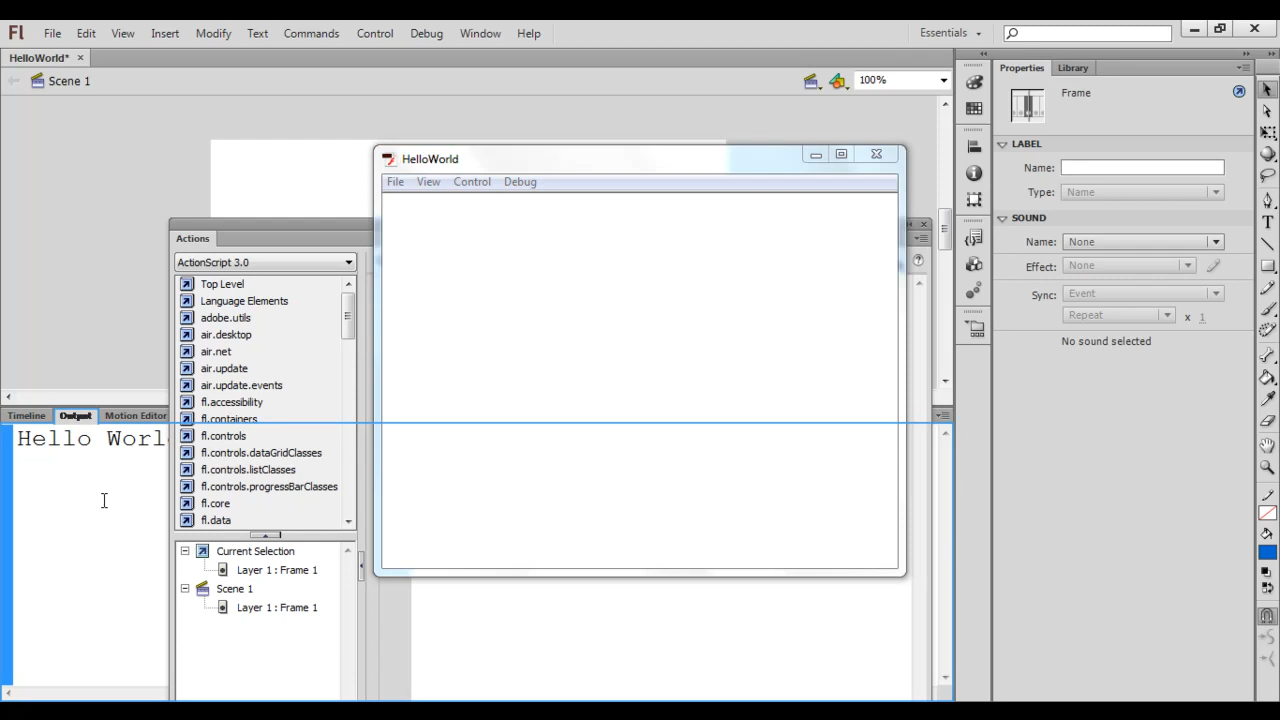 Fl File Edit View Insert Modify Text Commands Control Debug Window Help Essentials
HelloWorld*
Scene 1
100%
HelloWorld
File View Control Debug
Actions
ActionScript 3.0
Top Level
Language Elements
adobe.utils
air.desktop
air.net
air.update
air.update.events
fl.accessibility
fl.containers
fl.controls
fl.controls.dataGridClasses
fl.controls.listClasses
fl.controls.progressBarClasses
fl.core
fl.data
Current Selection
Layer 1 : Frame 1
Scene 1
Layer 1 : Frame 1
Timeline Output Motion Editor
Hello Worl
Properties Library
Frame
LABEL
Name:
Type: Name
SOUND
Name: None
Effect: None
Sync: Event
Repeat x 1
No sound selected